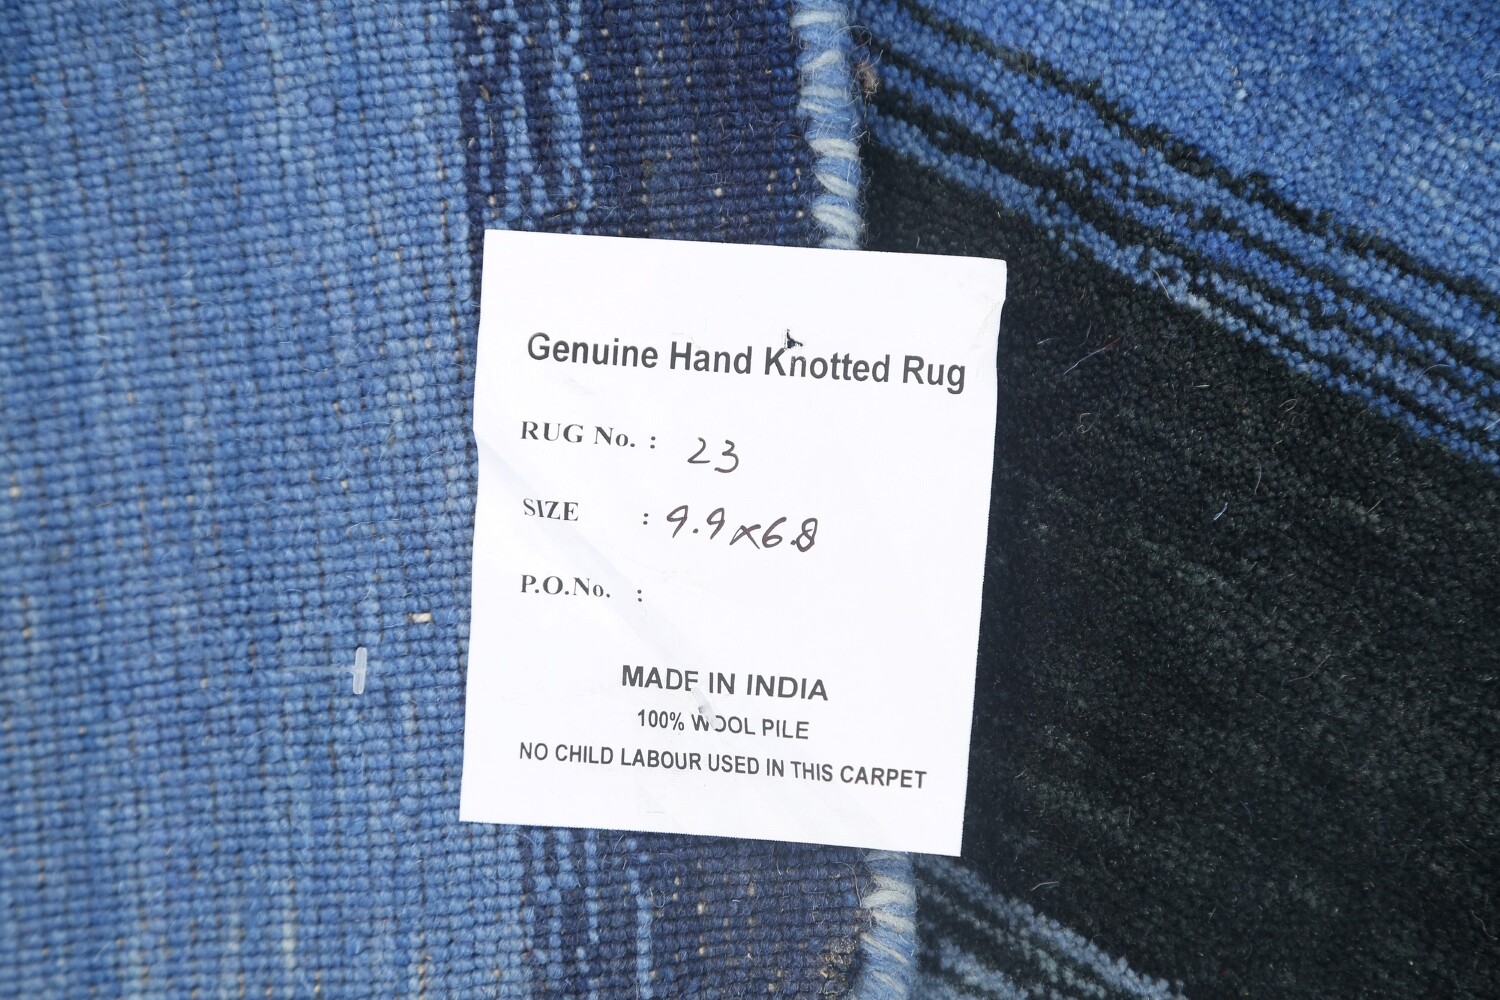 Genuine Hand Knotted Rug
RUG No. : 23
SIZE : 9.9x6.8
P.O.No. :
MADE IN INDIA
100% WOOL PILE
NO CHILD LABOUR USED IN THIS CARPET